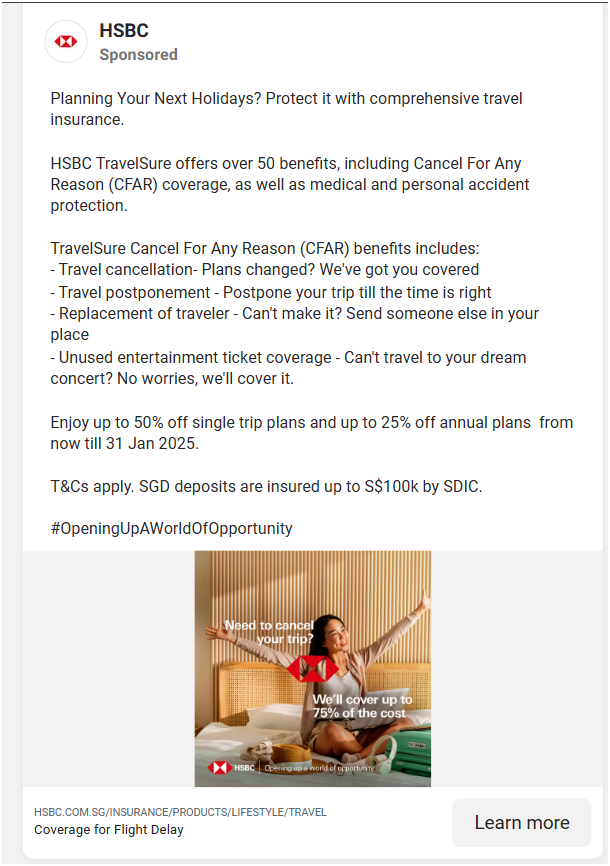 HSBC
Sponsored
Planning Your Next Holidays? Protect it with comprehensive travel
insurance.
HSBC TravelSure offers over 50 benefits, including Cancel For Any
Reason (CFAR) coverage, as well as medical and personal accident
protection.
TravelSure Cancel For Any Reason (CFAR) benefits includes:
- Travel cancellation- Plans changed? We've got you covered
- Travel postponement - Postpone your trip till the time is right
- Replacement of traveler - Can't make it? Send someone else in your
place
- Unused entertainment ticket coverage - Can't travel to your dream
concert? No worries, we'll cover it.
Enjoy up to 50% off single trip plans and up to 25% off annual plans  from
now till 31 Jan 2025.
T&Cs apply. SGD deposits are insured up to S$100k by SDIC.
#OpeningUpAWorldOfOpportunity
Need to cancel
your trip?
We'll cover up to
75% of the cost
HSBC | Opening up a world of opportunity
HSBC.COM.SG/INSURANCE/PRODUCTS/LIFESTYLE/TRAVEL
Coverage for Flight Delay
Learn more